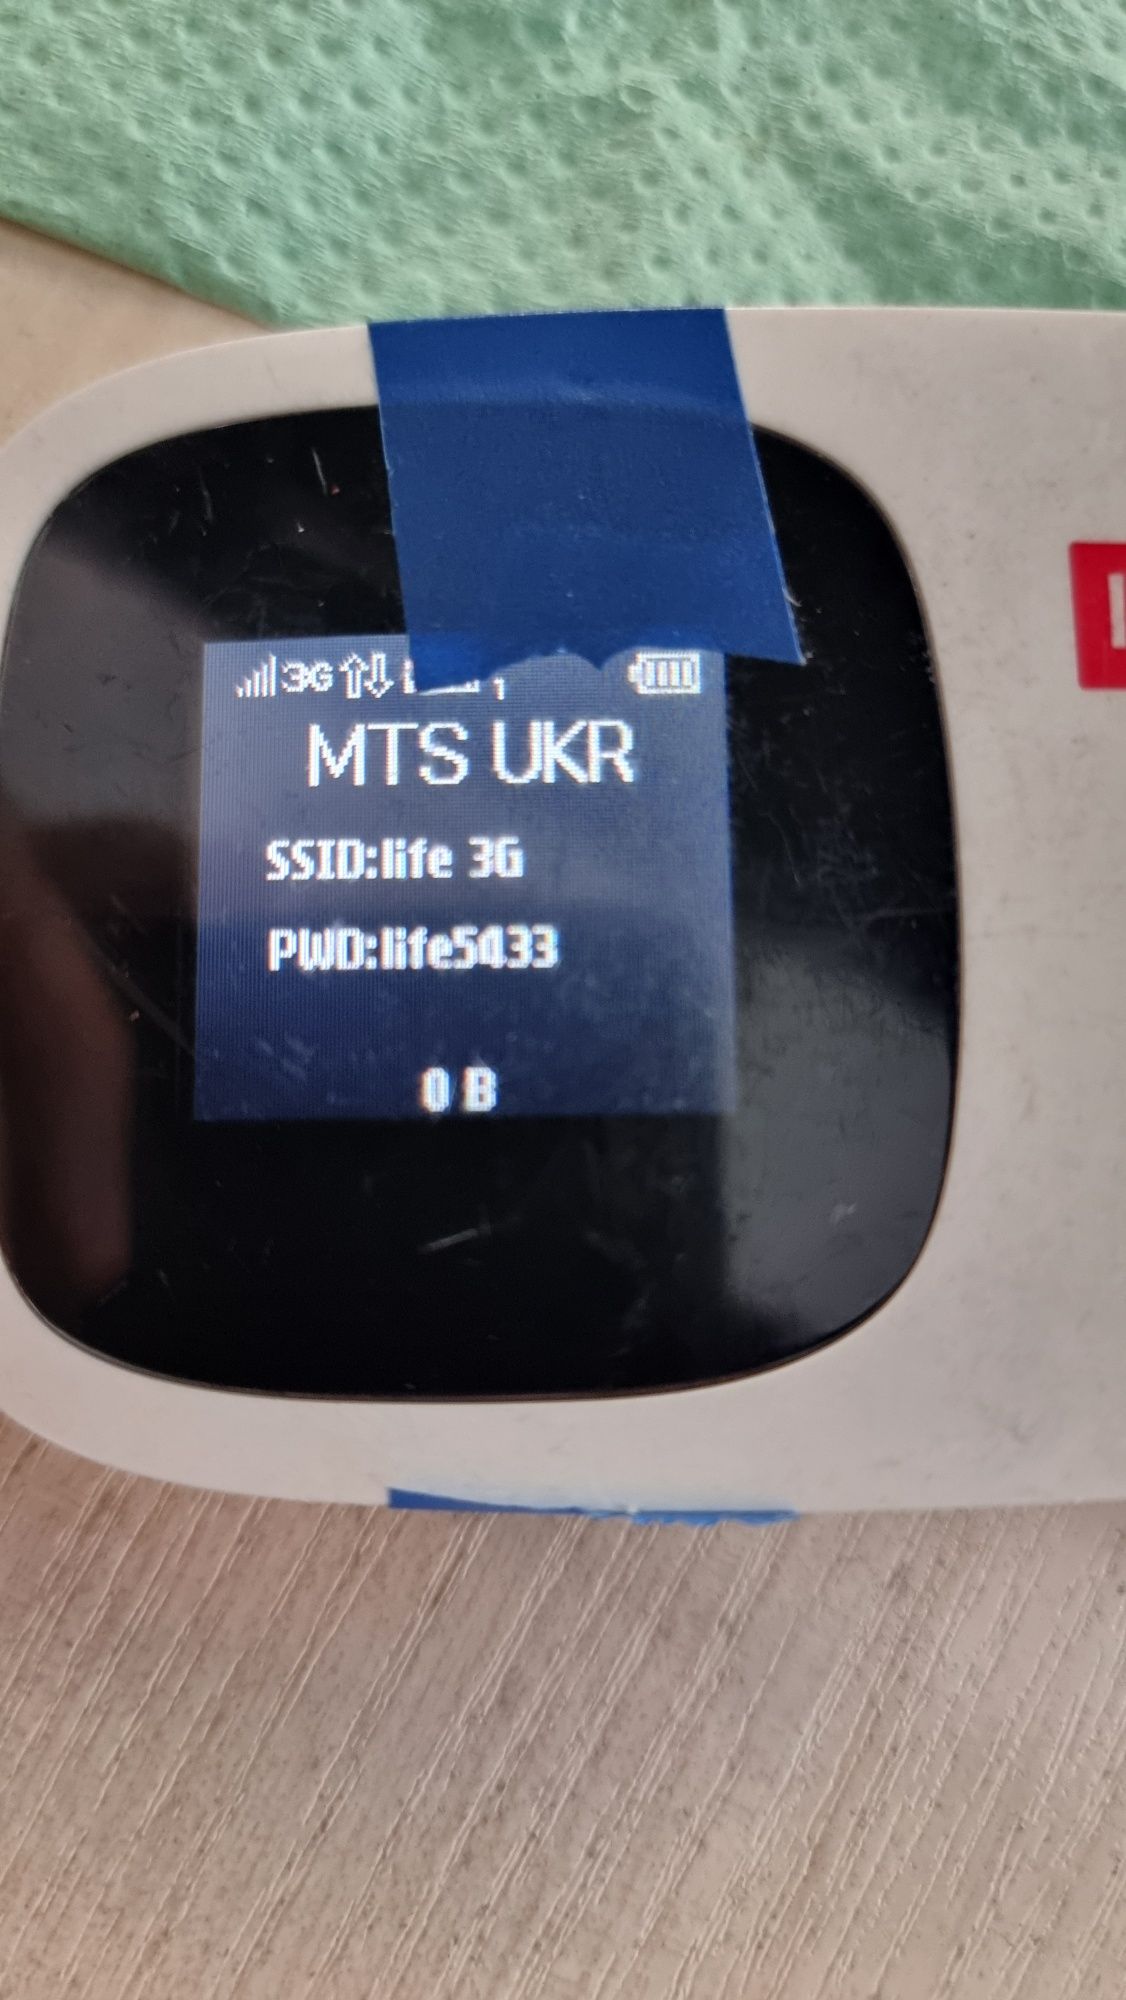 3G
MTS UKR
SSID:life 3G
PWD:life5433
0 B